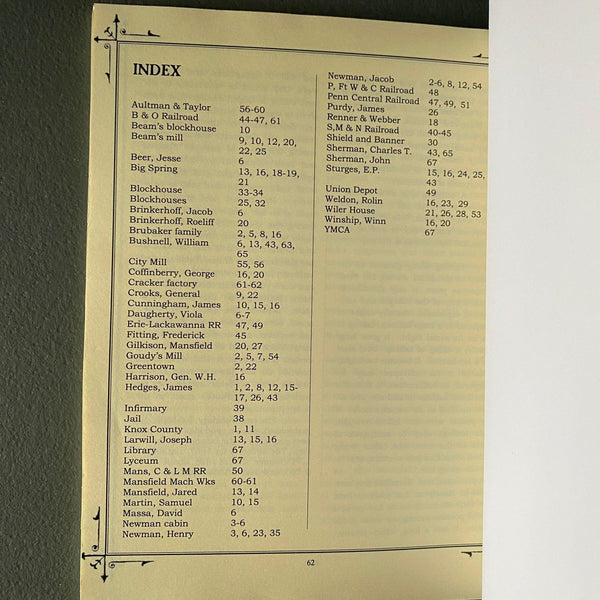 INDEX
Aultman & Taylor 56-60
B & O Railroad 44-47, 61
Beam's blockhouse 10
Beam's mill 9, 10, 12, 20,
22, 25
Beer, Jesse 6
Big Spring 13, 16, 18-19,
21
Blockhouse 33-34
Blockhouses 25, 32
Brinkerhoff, Jacob 6
Brinkerhoff, Roeliff 20
Brubaker family 2, 5, 8, 16
Bushnell, William 6, 13, 43, 63,
65
City Mill 55, 56
Coffinberry, George 16, 20
Cracker factory 61-62
Crooks, General 9, 22
Cunningham, James 10, 15, 16
Daugherty, Viola 6-7
Erie-Lackawanna RR 47, 49
Fitting, Frederick 45
Gilkison, Mansfield 20, 27
Goudy's Mill 2, 5, 7, 54
Greentown 2, 22
Harrison, Gen. W.H. 16
Hedges, James 1, 2, 8, 12, 15-
17, 26, 43
Infirmary 39
Jail 38
Knox County 1, 11
Larwill, Joseph 13, 15, 16
Library 67
Lyceum 67
Mans, C & L M RR 50
Mansfield Mach Wks 60-61
Mansfield, Jared 13, 14
Martin, Samuel 10, 15
Massa, David 6
Newman cabin 3-6
Newman, Henry 3, 6, 23, 35
Newman, Jacob 2-6, 8, 12, 54
P, Ft W & C Railroad 48
Penn Central Railroad 47, 49, 51
Purdy, James 26
Renner & Webber 18
S,M & N Railroad 40-45
Shield and Banner 30
Sherman, Charles T. 43, 65
Sherman, John 67
Sturges, E.P. 15, 16, 24, 25,
43
Union Depot 49
Weldon, Rolin 16, 23, 29
Wiler House 21, 26, 28, 53
Winship, Winn 16, 20
YMCA 67
62